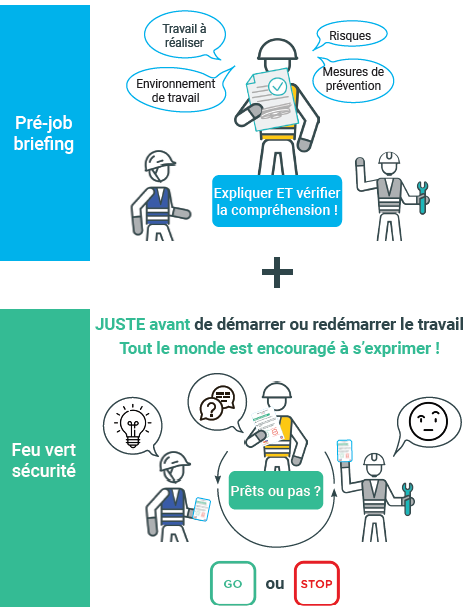 Travail à
réaliser
Risques
Environnement
de travail
Mesures de
prévention
Pré-job
briefing
Expliquer ET vérifier
la compréhension !
+
JUSTE avant de démarrer ou redémarrer le travail
Tout le monde est encouragé à s'exprimer !
Feu vert
sécurité
?
Prêts ou pas ?
GO ou STOP